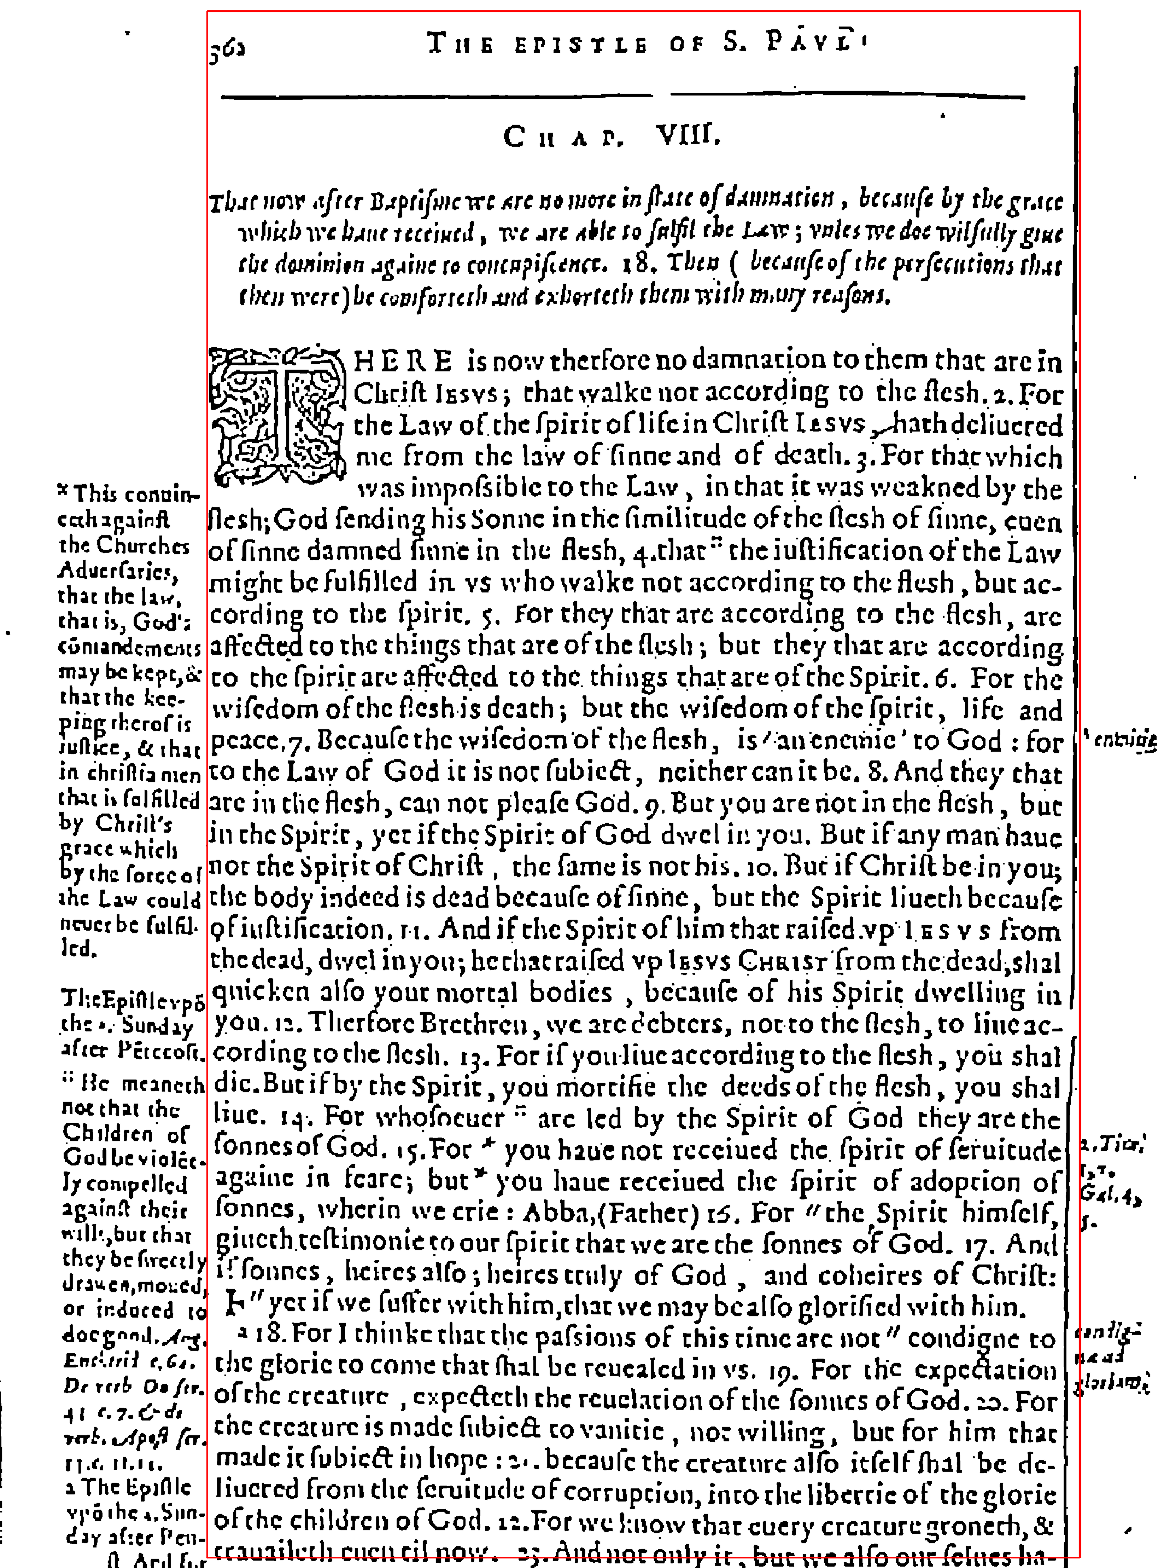 362 THE EPISTLE OF S. PAVL
CHAP. VIII.
That now after Baptiſme we are no more in ſtate of damnation, becauſe by the grace
which we haue receiued, we are able to fulfil the Law; vnles we doe wilfully giue
the dominion againe to concupiſcence. 18. Then (becauſe of the perſecutions that
then were) he comforteth and exhorteth them with many reaſons.
THERE is now therfore no damnation to them that are in
Chriſt IESVS; that walke not according to the fleſh. 2. For
the Law of the ſpirit of life in Chriſt IESVS, hath deliuered
me from the law of ſinne and of death. 3. For that which
was impoſsible to the Law, in that it was weakned by the
fleſh; God ſending his Sonne in the ſimilitude of the fleſh of ſinne, euen
of ſinne damned ſinne in the fleſh, 4. that :: the iuſtification of the Law
might be fulfilled in vs who walke not according to the fleſh, but ac-
cording to the ſpirit. 5. For they that are according to the fleſh, are
affected to the things that are of the fleſh; but they that are according
to the ſpirit are affected to the things that are of the Spirit. 6. For the
wiſedom of the fleſh is death; but the wiſedom of the ſpirit, life and
peace. 7. Becauſe the wiſedom of the fleſh, is ' an enemie ' to God: for
to the Law of God it is not ſubiect, neither can it be. 8. And they that
are in the fleſh, can not pleaſe God. 9. But you are not in the fleſh, but
in the Spirit, yet if the Spirit of God dwel in you. But if any man haue
not the Spirit of Chriſt, the ſame is not his. 10. But if Chriſt be in you;
the body indeed is dead becauſe of ſinne, but the Spirit liueth becauſe
of iuſtification. 11. And if the Spirit of him that raiſed vp IESVS from
the dead, dwel in you; he that raiſed vp IESVS CHRIST from the dead, shal
quicken alſo your mortal bodies, becauſe of his Spirit dwelling in
you. 12. Therfore Brethren, we are debters, not to the fleſh, to liue ac-
cording to the fleſh. 13. For if you liue according to the fleſh, you shal
die. But if by the Spirit, you mortifie the deeds of the fleſh, you shal
liue. 14. For whoſoeuer :: are led by the Spirit of God they are the
ſonnes of God. 15. For * you haue not receiued the ſpirit of ſeruitude
againe in feare; but * you haue receiued the ſpirit of adoption of
ſonnes, wherin we crie: Abba, (Father) 16. For " the Spirit himſelf,
giueth teſtimonie to our ſpirit that we are the ſonnes of God. 17. And
if ſonnes, heires alſo; heires truly of God, and coheires of Chriſt:
" yet if we ſuffer with him, that we may be alſo glorified with him.
a 18. For I thinke that the paſsions of this time are not " condigne to
the glorie to come that ſhal be reuealed in vs. 19. For the expectation
of the creature, expecteth the reuelation of the ſonnes of God. 20. For
the creature is made ſubiect to vanitie, not willing, but for him that
made it ſubiect in hope: 21. becauſe the creature alſo itſelf ſhal be de-
liuered from the ſeruitude of corruption, into the libertie of the glorie
of the children of God. 22. For we know that euery creature groneth, &
trauaileth euen til now. 23. And not only it, but we alſo our ſelues ha-
:: This conuin-
ceth againſt
the Churches
Aduerſaries,
that the law,
that is, God's
cōmandements
may be kept, &
that the kee-
ping therof is
iuſtice, & that
in chriſtiā men
that is fulfilled
by Chriſt's
grace which
by the force of
the Law could
neuer be fulfil-
led.
The Epiſtle vpō
the Sunday
after Pētecoſt.
:: He meaneth
not that the
Children of
God be violēt-
ly compelled
againſt their
wills, but that
they be ſweetly
drawen, moued,
or induced to
doe good. Aug.
Enchirid c. 64.
De verb Do ſer.
43 c. 7. & de
verb. Apoſt ſer.
13. c. 11. 12.
a The Epiſtle
vpō the 4. Sun-
day after Pen-
' enmitie
2. Tim.
1, 7.
Gal. 4,
5.
condig-
næ ad
gloriam